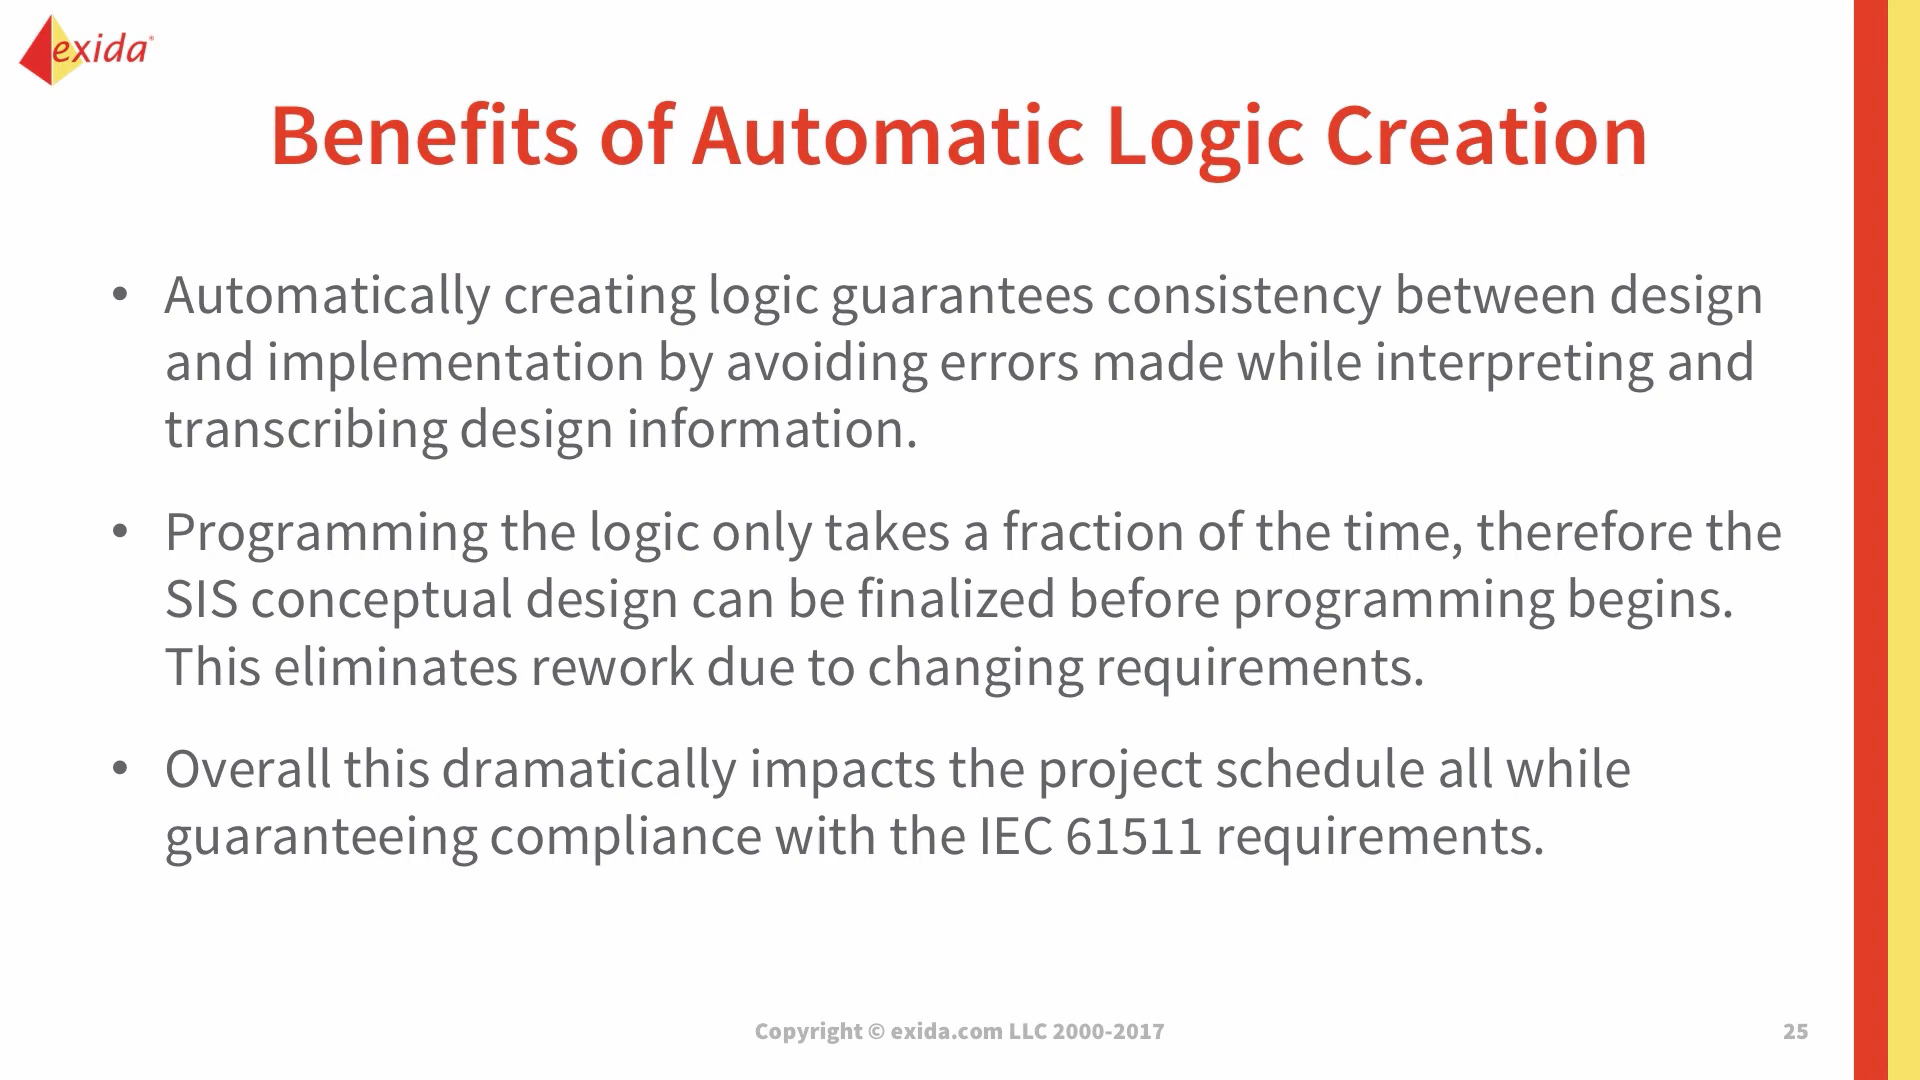 exida®
Benefits of Automatic Logic Creation
• Automatically creating logic guarantees consistency between design
and implementation by avoiding errors made while interpreting and
transcribing design information.
• Programming the logic only takes a fraction of the time, therefore the
SIS conceptual design can be finalized before programming begins.
This eliminates rework due to changing requirements.
• Overall this dramatically impacts the project schedule all while
guaranteeing compliance with the IEC 61511 requirements.
Copyright © exida.com LLC 2000-2017
25